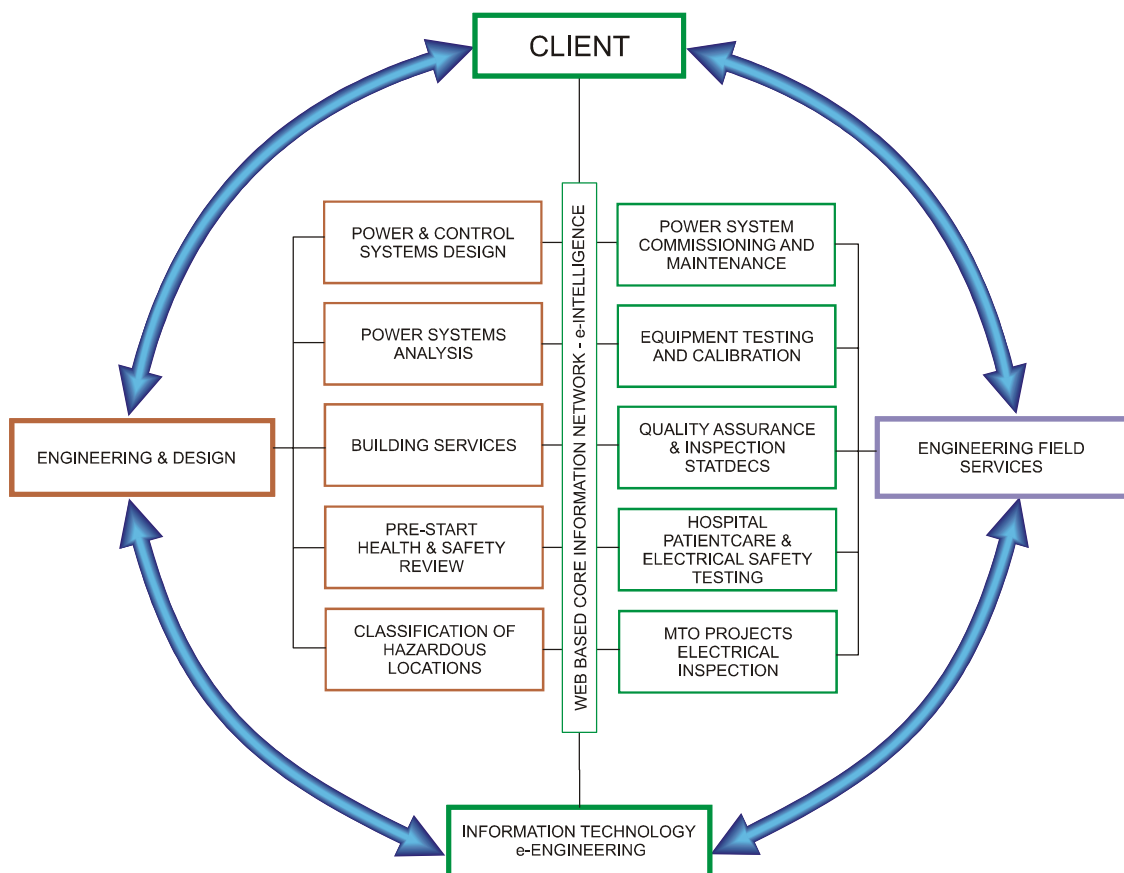 CLIENT
POWER & CONTROL
SYSTEMS DESIGN
POWER SYSTEMS
ANALYSIS
BUILDING SERVICES
PRE-START
HEALTH & SAFETY
REVIEW
CLASSIFICATION OF
HAZARDOUS
LOCATIONS
WEB BASED CORE INFORMATION NETWORK - e-INTELLIGENCE
POWER SYSTEM
COMMISSIONING AND
MAINTENANCE
EQUIPMENT TESTING
AND CALIBRATION
QUALITY ASSURANCE
& INSPECTION
STATDECS
HOSPITAL
PATIENTCARE &
ELECTRICAL SAFETY
TESTING
MTO PROJECTS
ELECTRICAL
INSPECTION
ENGINEERING & DESIGN
ENGINEERING FIELD
SERVICES
INFORMATION TECHNOLOGY
e-ENGINEERING